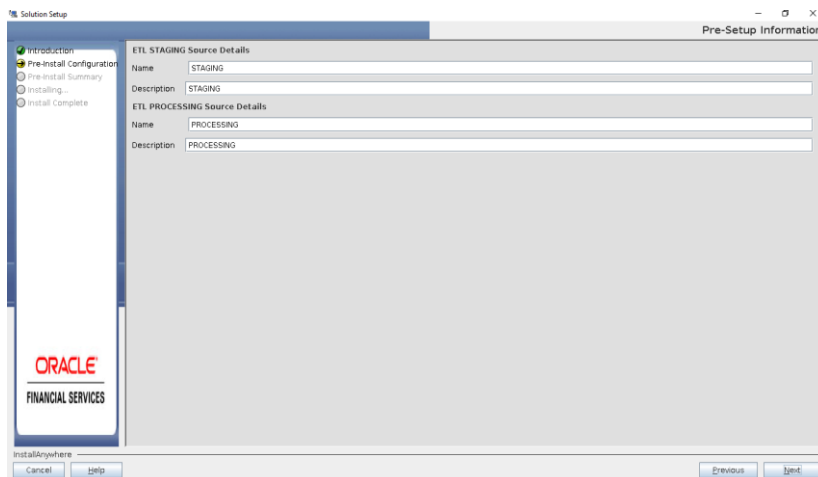 Solution Setup
Pre-Setup Information
Introduction
Pre-Install Configuration
Pre-Install Summary
Installing...
Install Complete
ETL STAGING Source Details
Name STAGING
Description STAGING
ETL PROCESSING Source Details
Name PROCESSING
Description PROCESSING
ORACLE
FINANCIAL SERVICES
InstallAnywhere
Cancel Help Previous Next